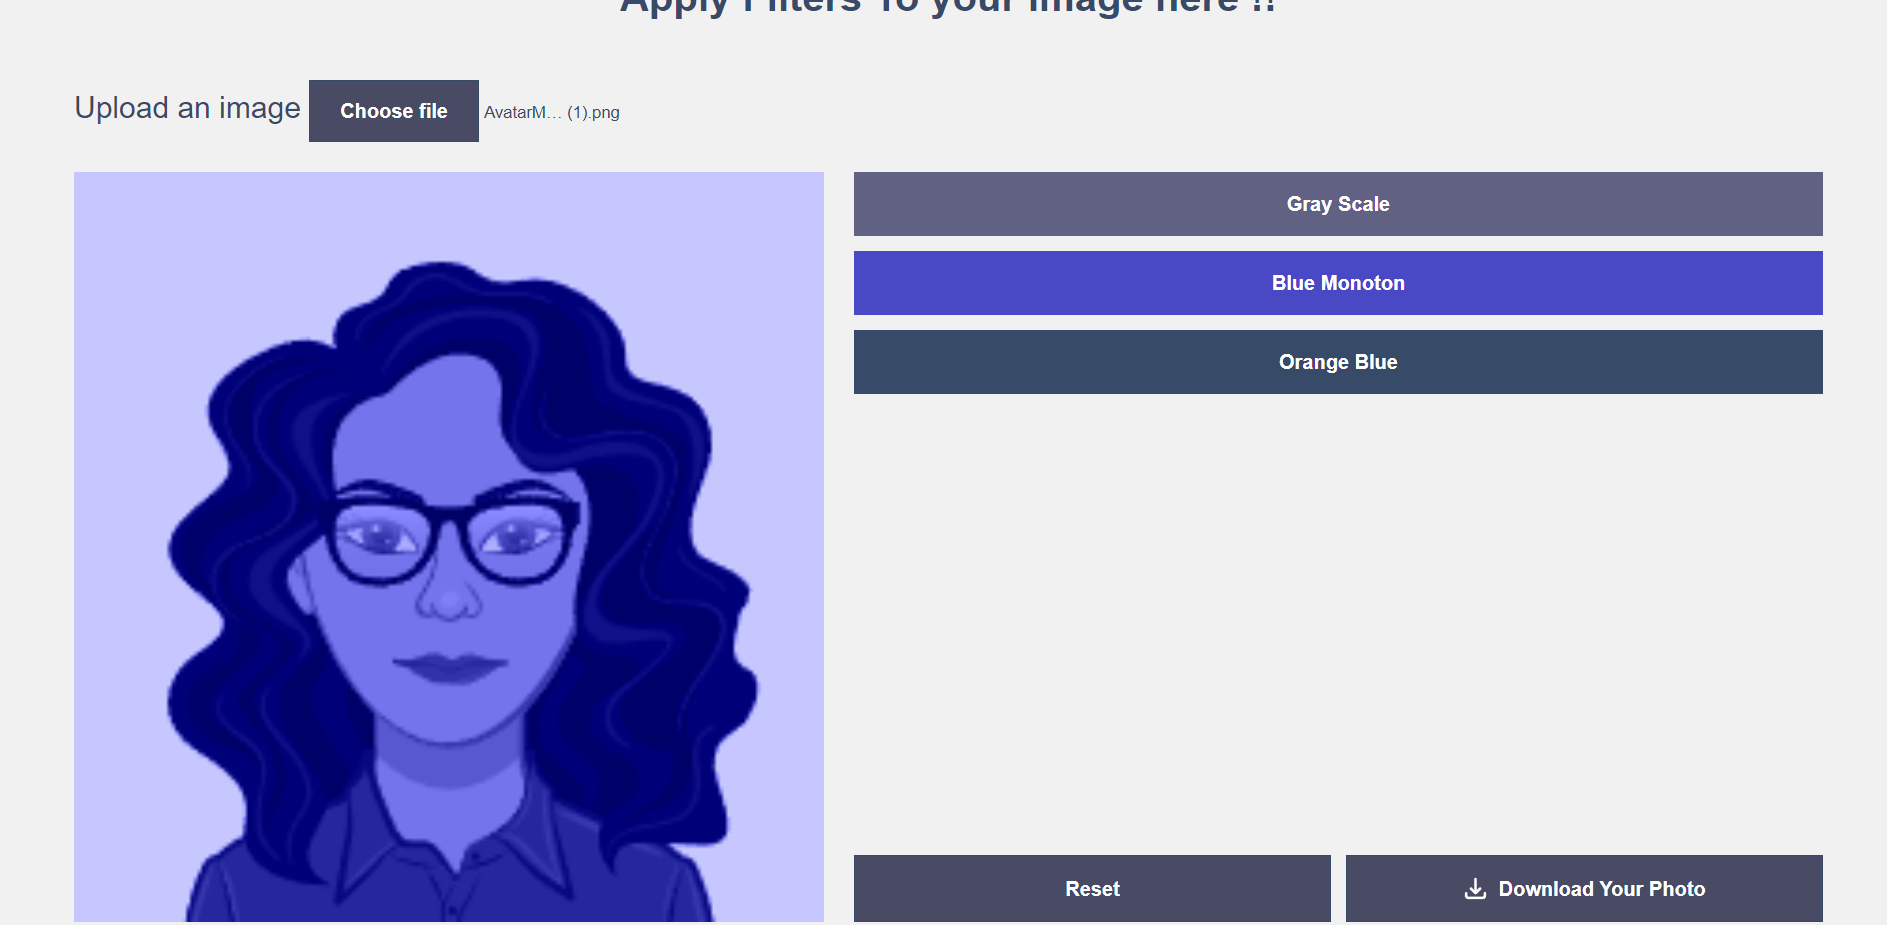 Apply Filters To your image here !!
Upload an image Choose file AvatarM... (1).png
Gray Scale
Blue Monoton
Orange Blue
Reset
Download Your Photo